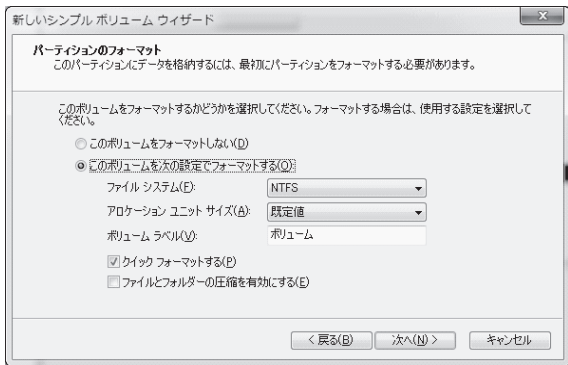 新しいシンプル ボリューム ウィザード
パーティションのフォーマット
このパーティションにデータを格納するには、最初にパーティションをフォーマットする必要があります。
このボリュームをフォーマットするかどうかを選択してください。フォーマットする場合は、使用する設定を選択して
ください。
このボリュームをフォーマットしない(D)
このボリュームを次の設定でフォーマットする(O):
ファイル システム(F): NTFS
アロケーション ユニット サイズ(A): 既定値
ボリューム ラベル(V): ボリューム
クイック フォーマットする(P)
ファイルとフォルダーの圧縮を有効にする(E)
< 戻る(B) 次へ(N) > キャンセル